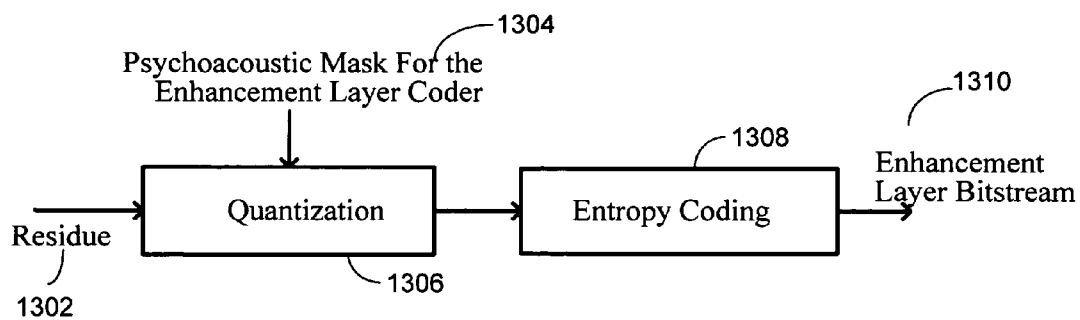 1304
Psychoacoustic Mask For the
Enhancement Layer Coder
1310
1308
Enhancement
Layer Bitstream
Quantization
Entropy Coding
Residue
1306
1302